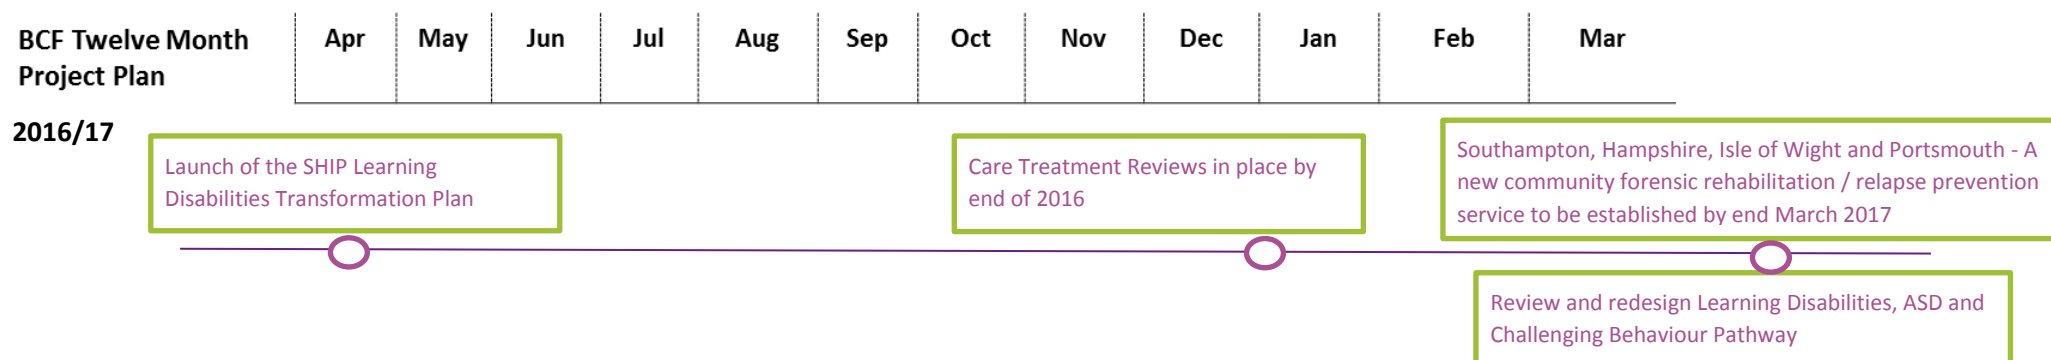 BCF Twelve Month
Project Plan
Apr May Jun Jul Aug Sep Oct Nov Dec Jan Feb Mar
2016/17
Launch of the SHIP Learning
Disabilities Transformation Plan
Care Treatment Reviews in place by
end of 2016
Southampton, Hampshire, Isle of Wight and Portsmouth - A
new community forensic rehabilitation / relapse prevention
service to be established by end March 2017
Review and redesign Learning Disabilities, ASD and
Challenging Behaviour Pathway